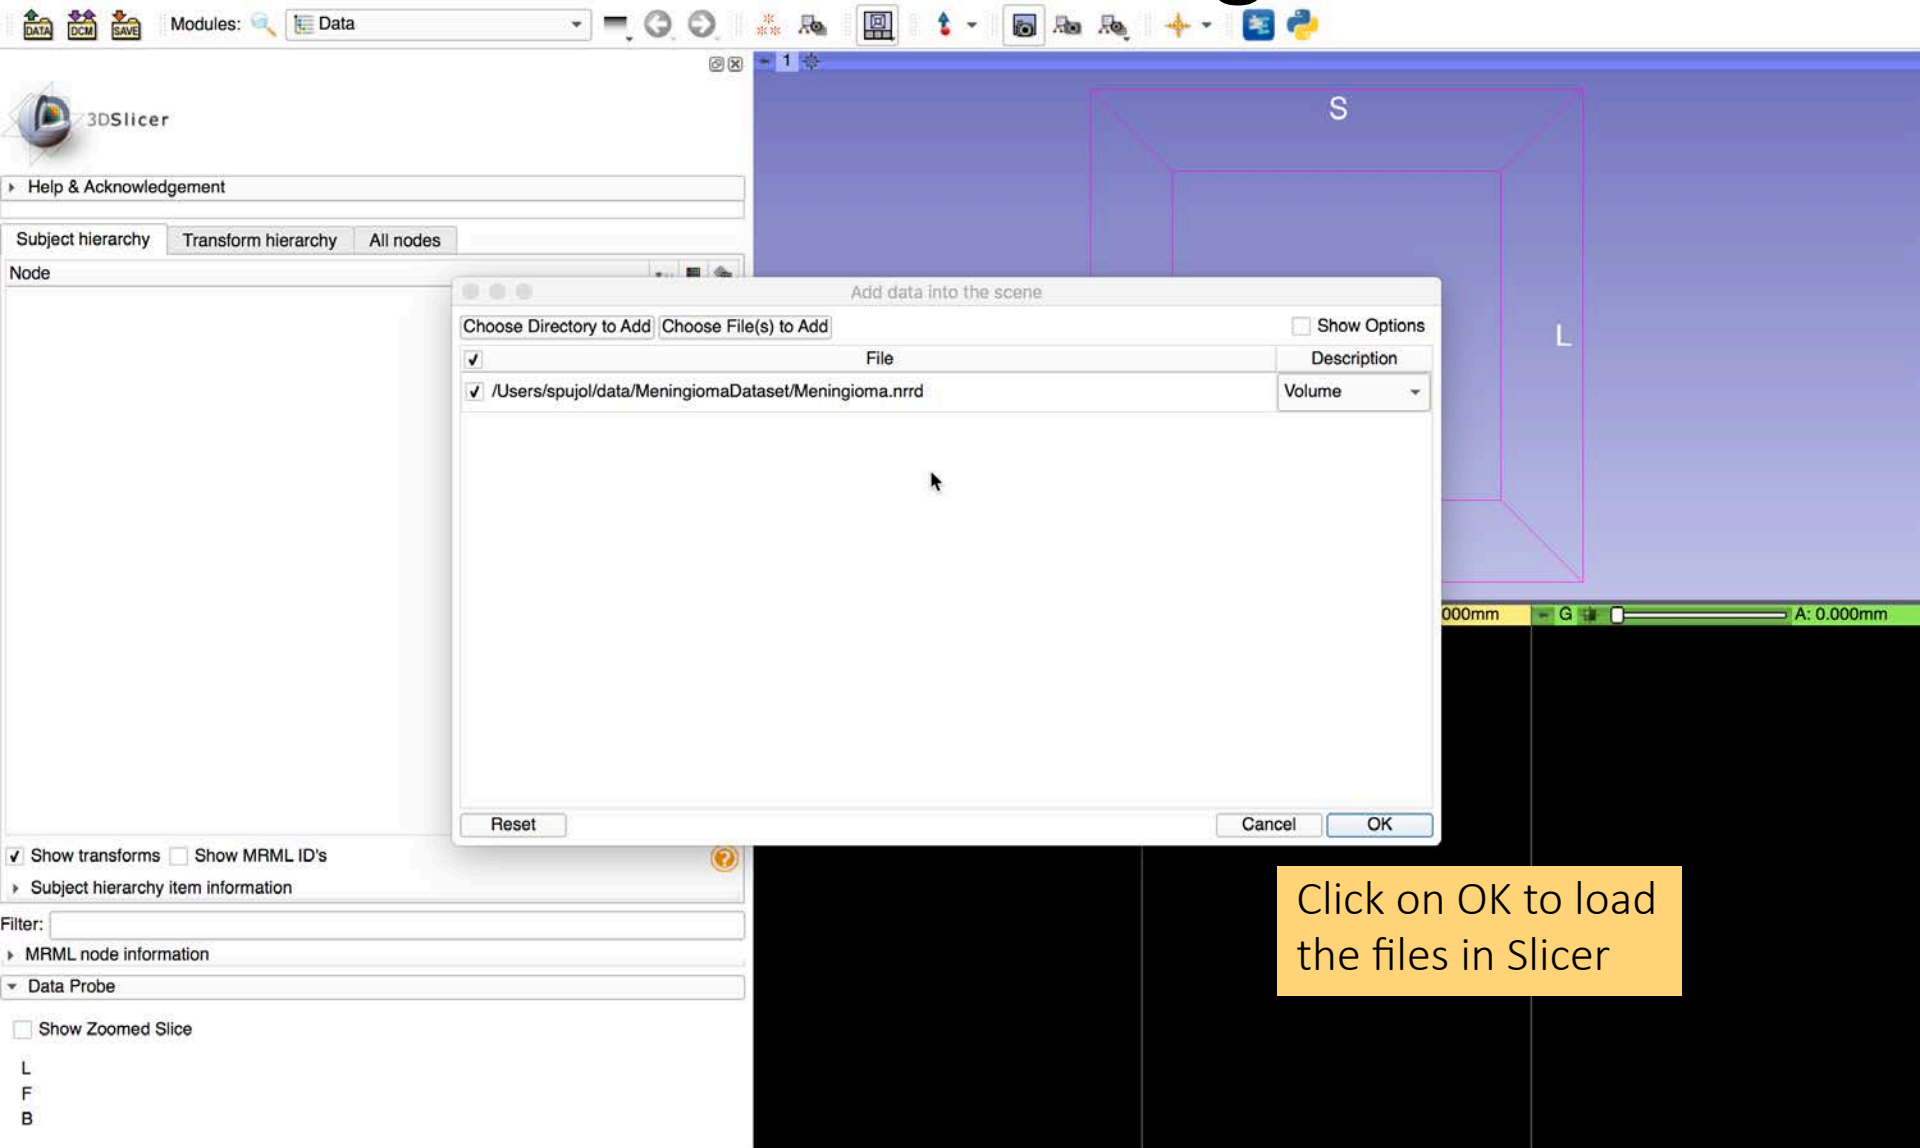 DATA DCM SAVE Modules: Data
1
3DSlicer
S
Help & Acknowledgement
Subject hierarchy Transform hierarchy All nodes
Node
Add data into the scene
Choose Directory to Add Choose File(s) to Add Show Options
L
File Description
/Users/spujol/data/MeningiomaDataset/Meningioma.nrrd Volume
000mm G A: 0.000mm
Reset Cancel OK
Show transforms Show MRML ID's
Subject hierarchy item information
Click on OK to load
the files in Slicer
Filter:
MRML node information
Data Probe
Show Zoomed Slice
L
F
B